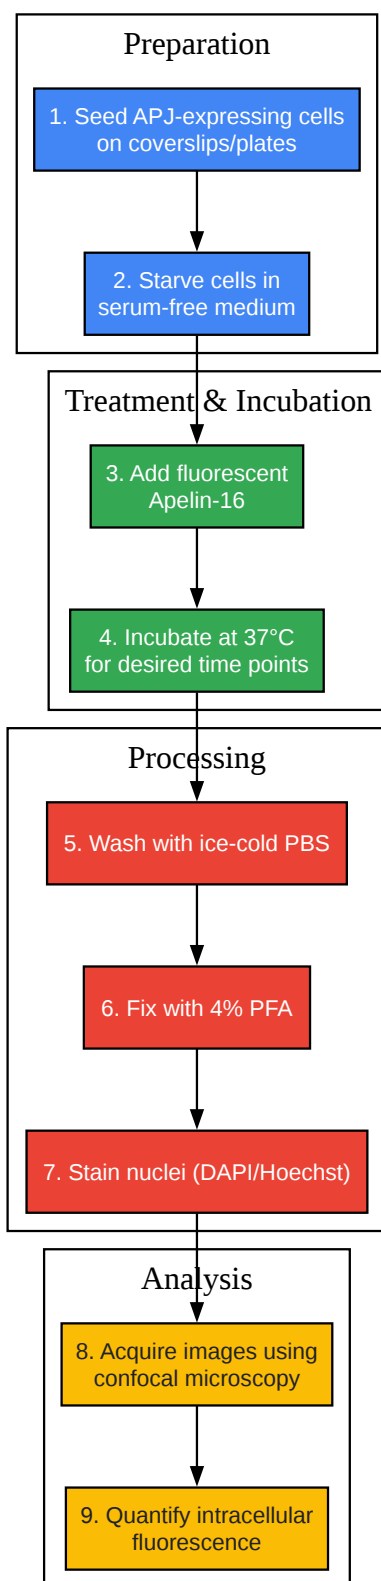 Preparation
1. Seed APJ-expressing cells
on coverslips/plates
2. Starve cells in
serum-free medium
Treatment & Incubation
3. Add fluorescent
Apelin-16
4. Incubate at 37°C
for desired time points
Processing
5. Wash with ice-cold PBS
6. Fix with 4% PFA
7. Stain nuclei (DAPI/Hoechst)
Analysis
8. Acquire images using
confocal microscopy
9. Quantify intracellular
fluorescence